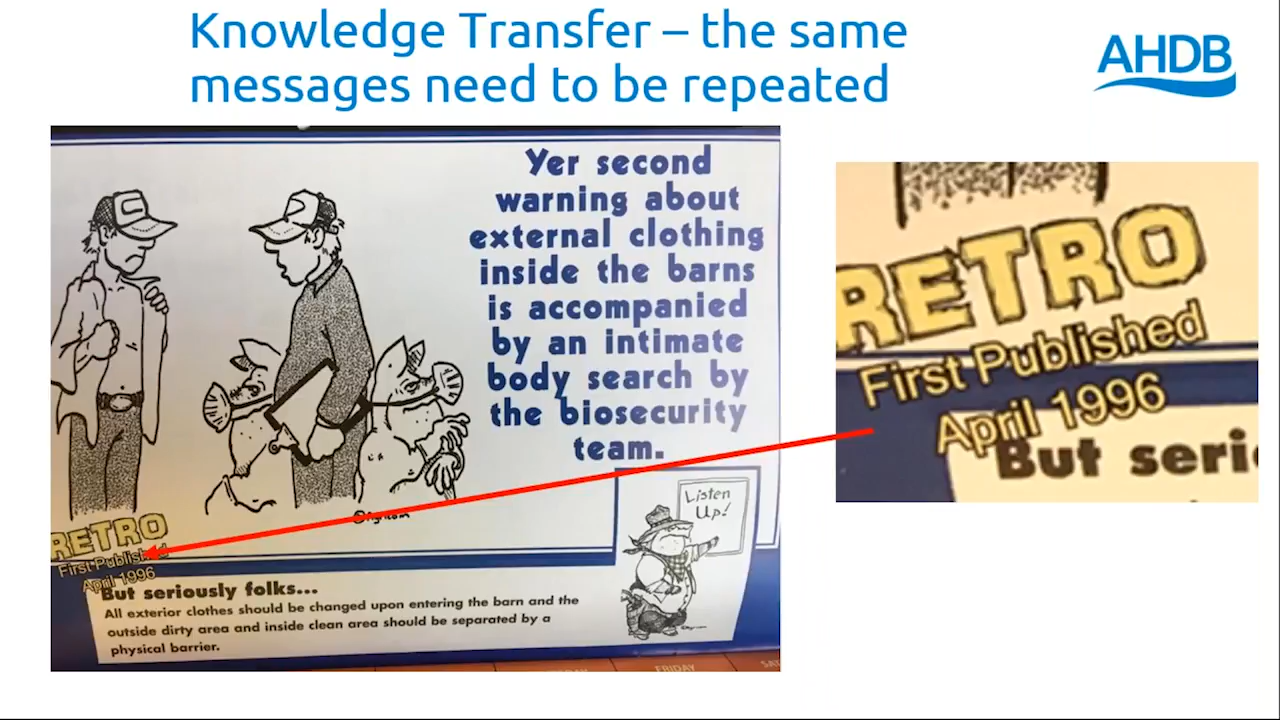 Knowledge Transfer – the same
messages need to be repeated
AHDB
Yer second
warning about
external clothing
inside the barns
is accompanied
by an intimate
body search by
the biosecurity
team.
Listen
Up!
RETRO
First Published
April 1996
But seriously folks...
All exterior clothes should be changed upon entering the barn and the
outside dirty area and inside clean area should be separated by a
physical barrier.
FRIDAY
RETRO
First Published
April 1996
But seri